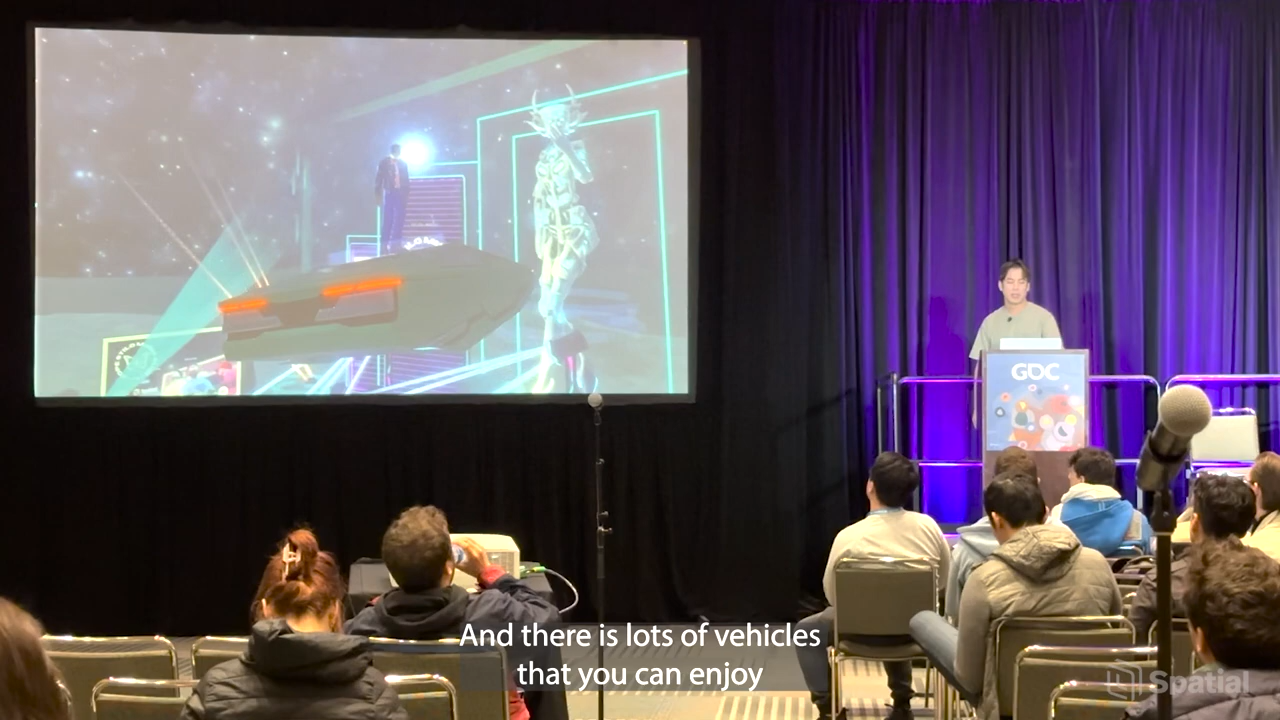 GDC
And there is lots of vehicles
that you can enjoy
Spatial